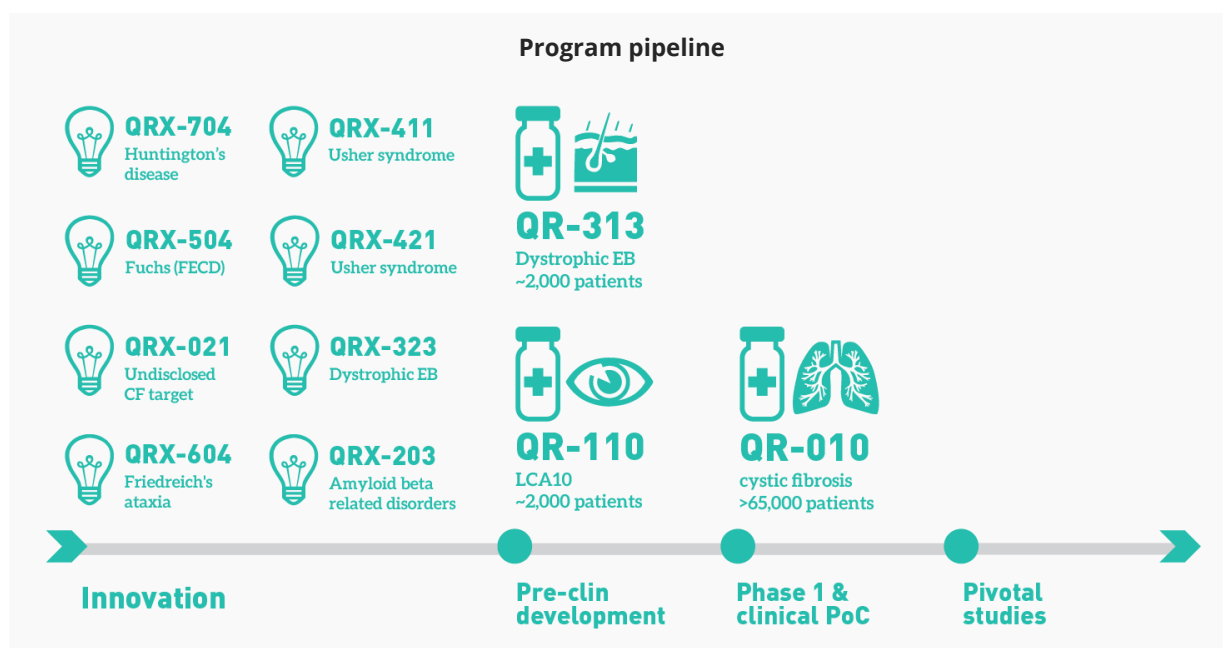 Program pipeline
QRX-704
Huntington’s
disease
QRX-411
Usher syndrome
QRX-504
Fuchs (FECD)
QRX-421
Usher syndrome
QRX-021
Undisclosed
CF target
QRX-323
Dystrophic EB
QRX-604
Friedreich's
ataxia
QRX-203
Amyloid beta
related disorders
QR-313
Dystrophic EB
~2,000 patients
QR-110
LCA10
~2,000 patients
QR-010
cystic fibrosis
>65,000 patients
Innovation
Pre-clin
development
Phase 1 &
clinical PoC
Pivotal
studies